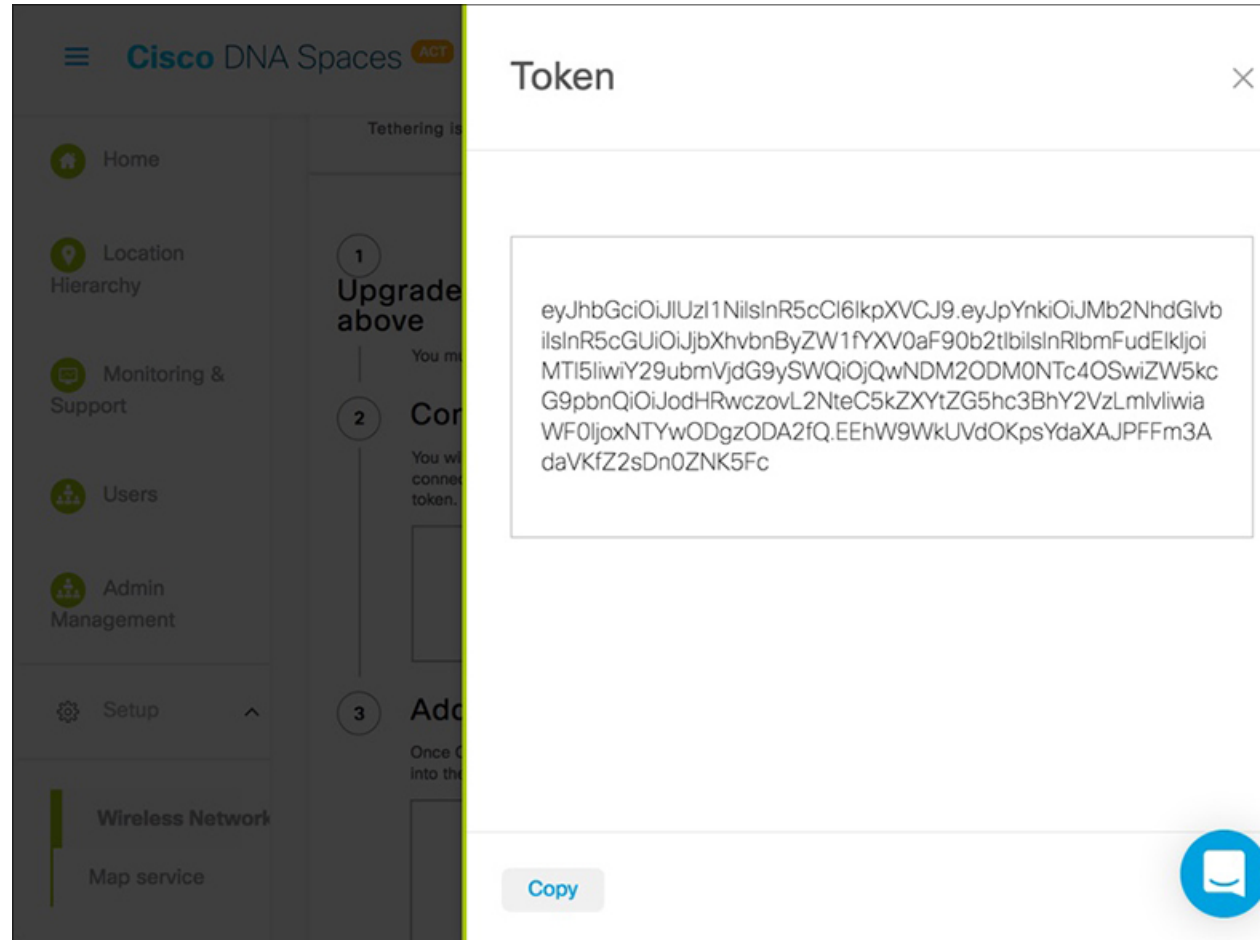 Cisco DNA Spaces ACT
Home
Location
Hierarchy
Monitoring &
Support
Users
Admin
Management
Setup
Wireless Network
Map service
Tethering is
1
Upgrade
above
You mu
2
Con
You wi
connec
token.
3
Add
Once C
into the
Token
eyJhbGciOiJIUzI1NiIsInR5cCI6IkpXVCJ9.eyJpYnkiOiJMb2NhdGlvb
iIsInR5cGUiOiJjbXhvbnByZW1fYXV0aF90b2tlbiIsInRlbmFudElkIjoi
MTI5IiwiY29ubmVjdG9ySWQiOjQwNDM2ODM0NTc4OSwiZW5kc
G9pbnQiOiJodHRwczovL2NteC5kZXYtZG5hc3BhY2VzLmlvIiwia
WF0IjoxNTYwODgzODA2fQ.EEhW9WkUVdOKpsYdaXAJPFFm3A
daVKfZ2sDn0ZNK5Fc
Copy